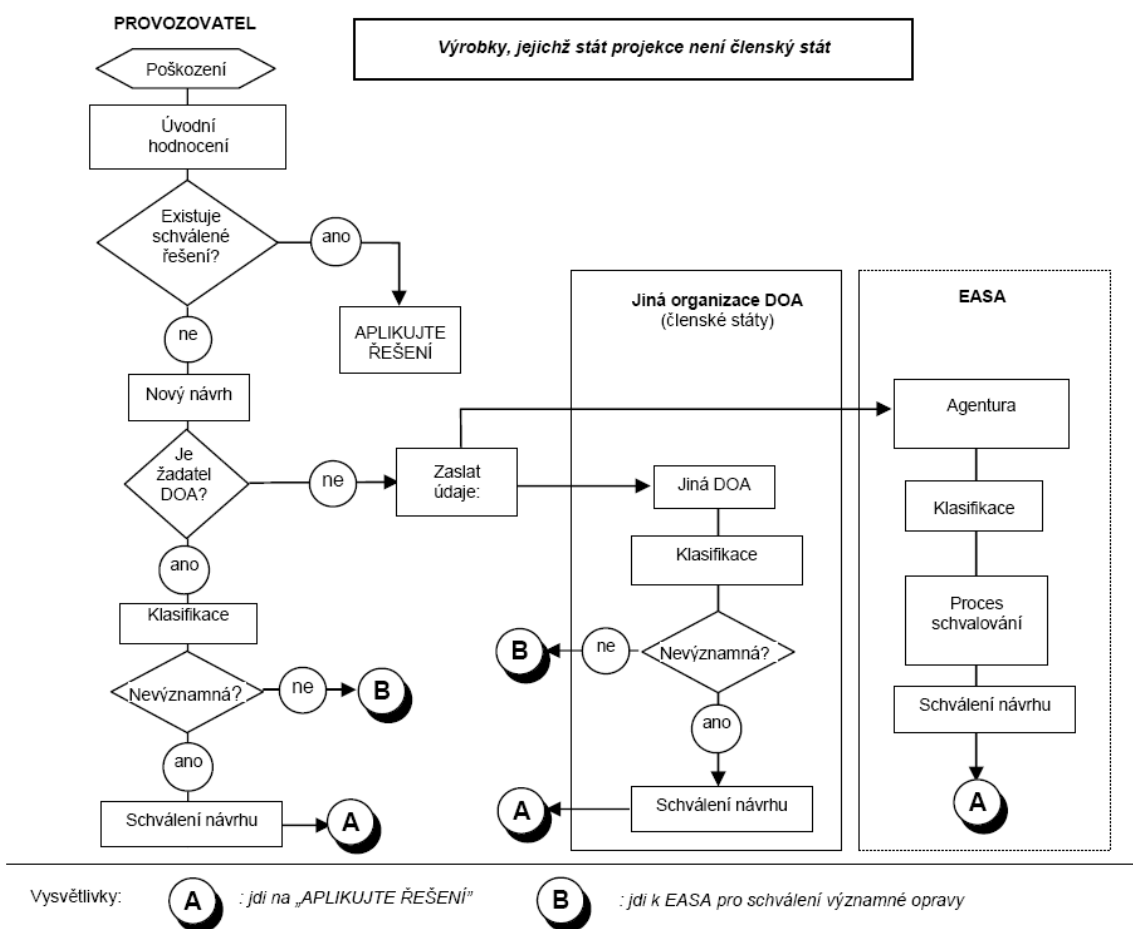 PROVOZOVATEL
Výrobky, jejichž stát projekce není členský stát
Poškození
Úvodní
hodnocení
Existuje
schválené
řešení?
ano
ne
APLIKUJTE
ŘEŠENÍ
Nový návrh
Je
žadatel
DOA?
ne
Zaslat
údaje:
ano
Klasifikace
Nevýznamná?
ne
B
ano
Schválení návrhu
A
Jiná organizace DOA
(členské státy)
Jiná DOA
Klasifikace
Nevýznamná?
ne
B
ano
Schválení návrhu
A
EASA
Agentura
Klasifikace
Proces
schvalování
Schválení návrhu
A
Vysvětlivky:
A
: jdi na „APLIKUJTE ŘEŠENÍ”
B
: jdi k EASA pro schválení významné opravy